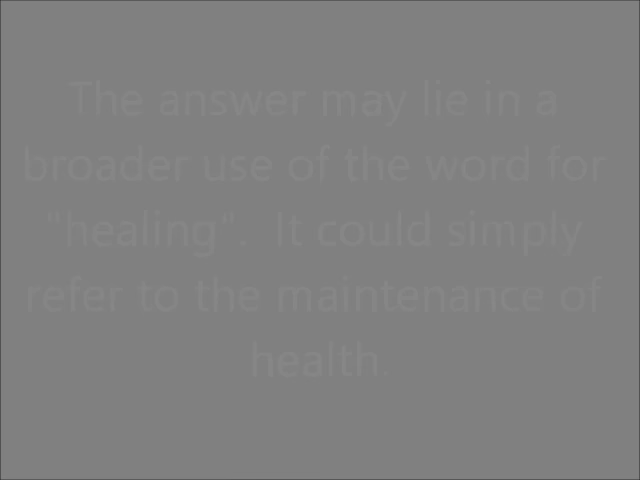 The answer may lie in a
broader use of the word for
"healing".  It could simply
refer to the maintenance of
health.